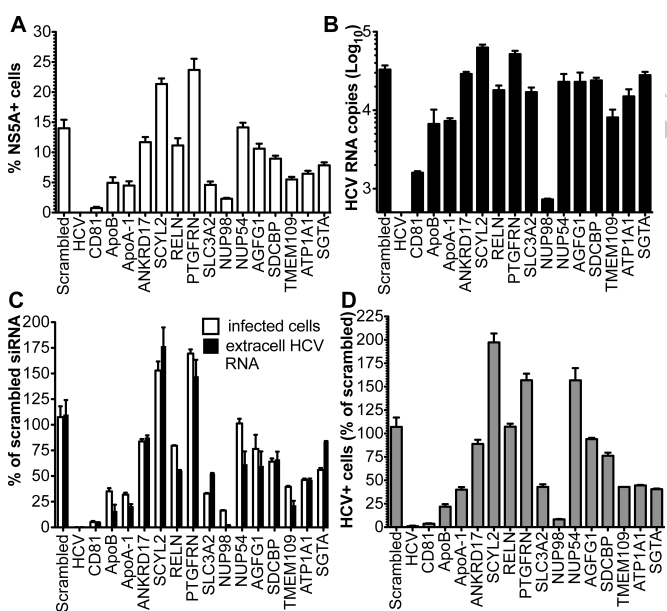 A
% NS5A+ cells
30
25
20
15
10
5
0
Scrambled
HCV
CD81
ApoB
ApoA-1
ANKRD17
SCYL2
RELN
PTGFRN
SLC3A2
NUP98
NUP54
AGFG1
SDCBP
TMEM109
ATP1A1
SGTA
B
HCV RNA copies (Log10)
5
4
3
Scrambled
HCV
CD81
ApoB
ApoA-1
ANKRD17
SCYL2
RELN
PTGFRN
SLC3A2
NUP98
NUP54
AGFG1
SDCBP
TMEM109
ATP1A1
SGTA
C
% of scrambled siRNA
200
175
150
125
100
75
50
25
0
infected cells
extracell HCV
RNA
Scrambled
HCV
CD81
ApoB
ApoA-1
ANKRD17
SCYL2
RELN
PTGFRN
SLC3A2
NUP98
NUP54
AGFG1
SDCBP
TMEM109
ATP1A1
SGTA
D
HCV+ cells (% of scrambled)
225
200
175
150
125
100
75
50
25
0
Scrambled
HCV
CD81
ApoB
ApoA-1
ANKRD17
SCYL2
RELN
PTGFRN
SLC3A2
NUP98
NUP54
AGFG1
SDCBP
TMEM109
ATP1A1
SGTA